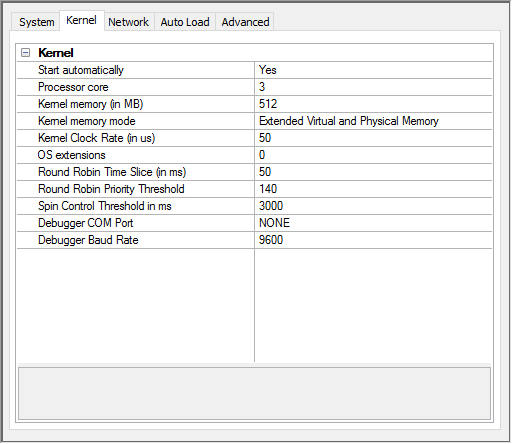 System Kernel Network Auto Load Advanced
Kernel
Start automatically Yes
Processor core 3
Kernel memory (in MB) 512
Kernel memory mode Extended Virtual and Physical Memory
Kernel Clock Rate (in us) 50
OS extensions 0
Round Robin Time Slice (in ms) 50
Round Robin Priority Threshold 140
Spin Control Threshold in ms 3000
Debugger COM Port NONE
Debugger Baud Rate 9600